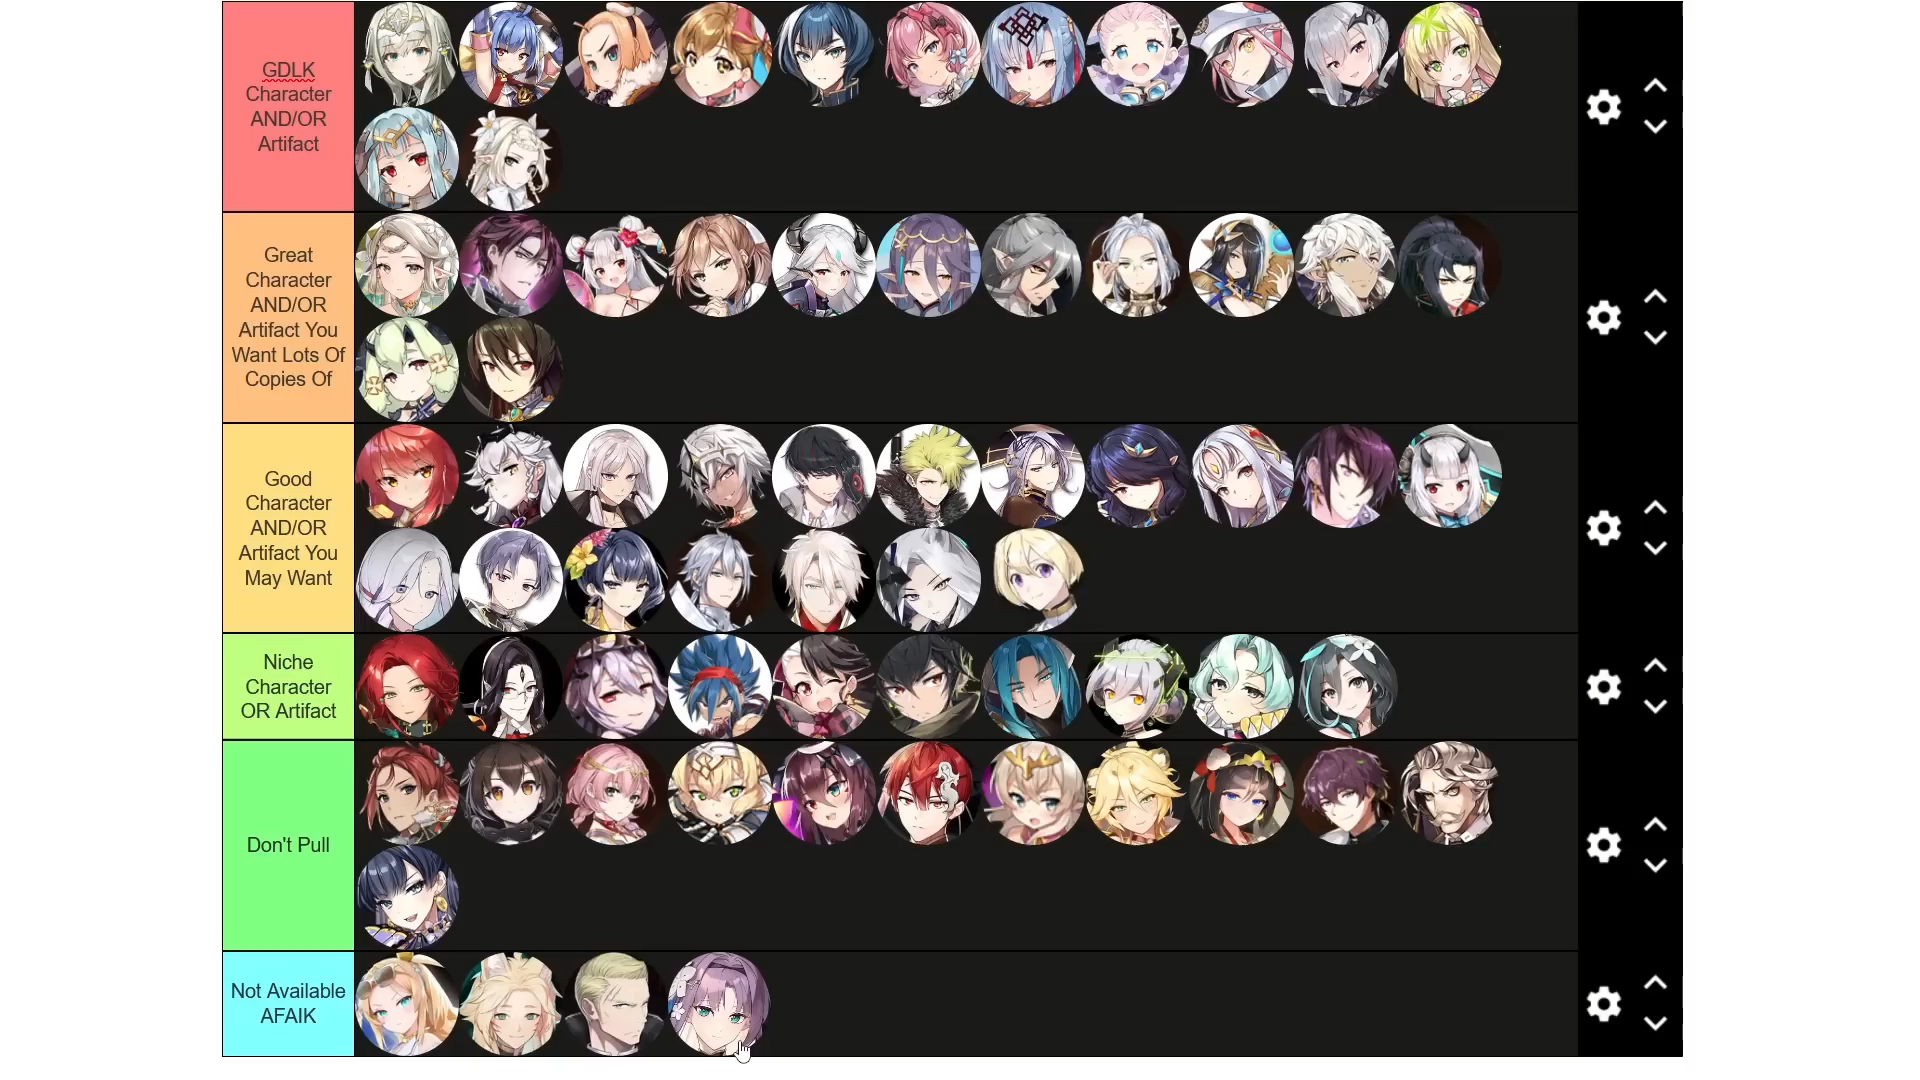 GDLK
Character
AND/OR
Artifact
Great
Character
AND/OR
Artifact You
Want Lots Of
Copies Of
Good
Character
AND/OR
Artifact You
May Want
Niche
Character
OR Artifact
Don't Pull
Not Available
AFAIK